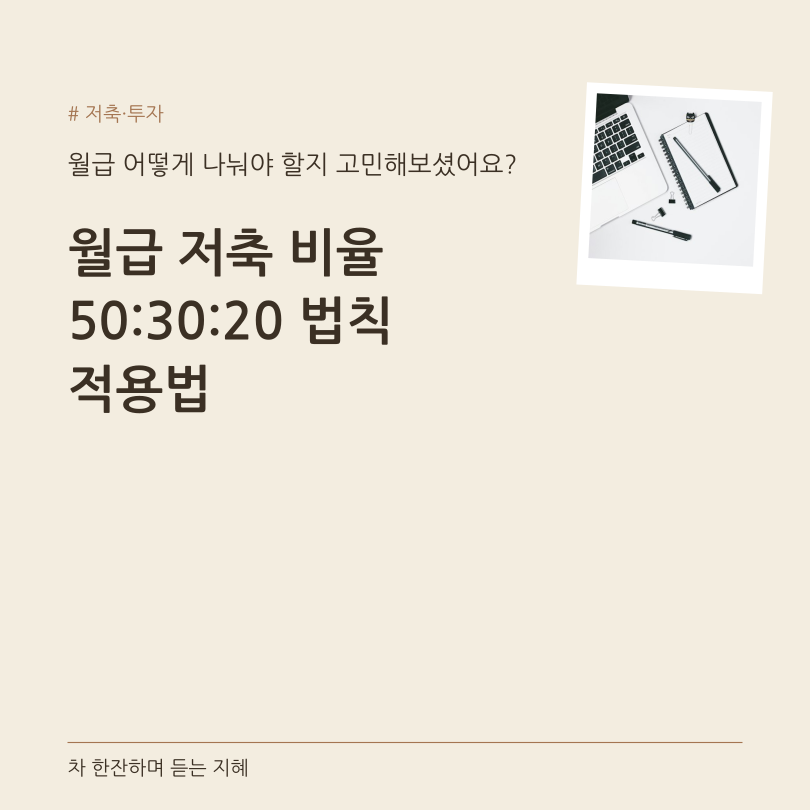 # 저축·투자
월급 어떻게 나눠야 할지 고민해보셨어요?
월급 저축 비율
50:30:20 법칙
적용법
차 한잔하며 듣는 지혜